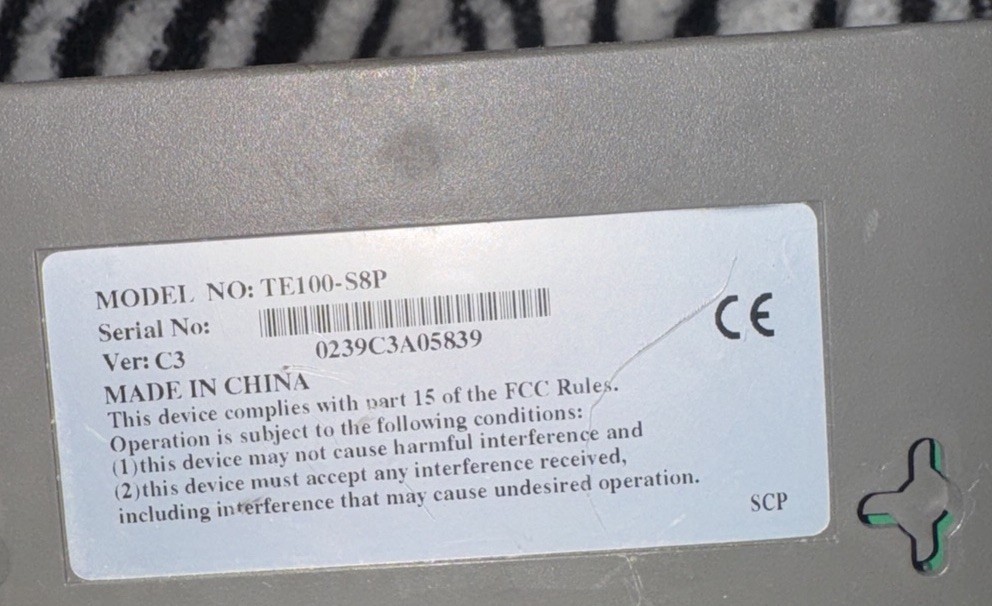 MODEL NO: TE100-S8P
Serial No:
0239C3A05839
Ver: C3
MADE IN CHINA
This device complies with part 15 of the FCC Rules.
Operation is subject to the following conditions:
(1)this device may not cause harmful interference and
(2)this device must accept any interference received,
including interference that may cause undesired operation.
CE
SCP